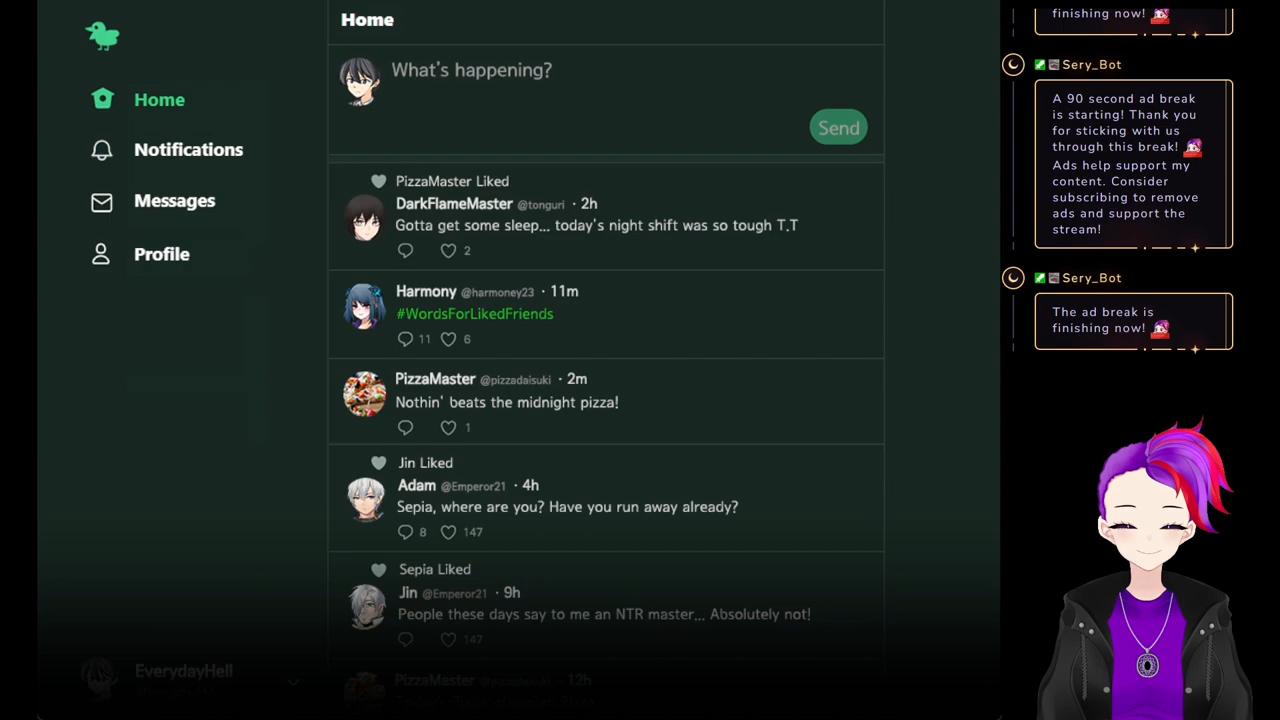 Home
What's happening?
Send
Home
Notifications
Messages
Profile
PizzaMaster Liked
DarkFlameMaster @tonguri · 2h
Gotta get some sleep... today's night shift was so tough T.T
2
Harmony @harmoney23 · 11m
#WordsForLikedFriends
11 6
PizzaMaster @pizzadaisuki · 2m
Nothin' beats the midnight pizza!
1
Jin Liked
Adam @Emperor21 · 4h
Sepia, where are you? Have you run away already?
8 147
Sepia Liked
Jin @Emperor21 · 9h
People these days say to me an NTR master... Absolutely not!
147
EverydayHell
PizzaMaster @pizzadaisuki · 12h
finishing now!
Sery_Bot
A 90 second ad break
is starting! Thank you
for sticking with us
through this break!
Ads help support my
content. Consider
subscribing to remove
ads and support the
stream!
Sery_Bot
The ad break is
finishing now!